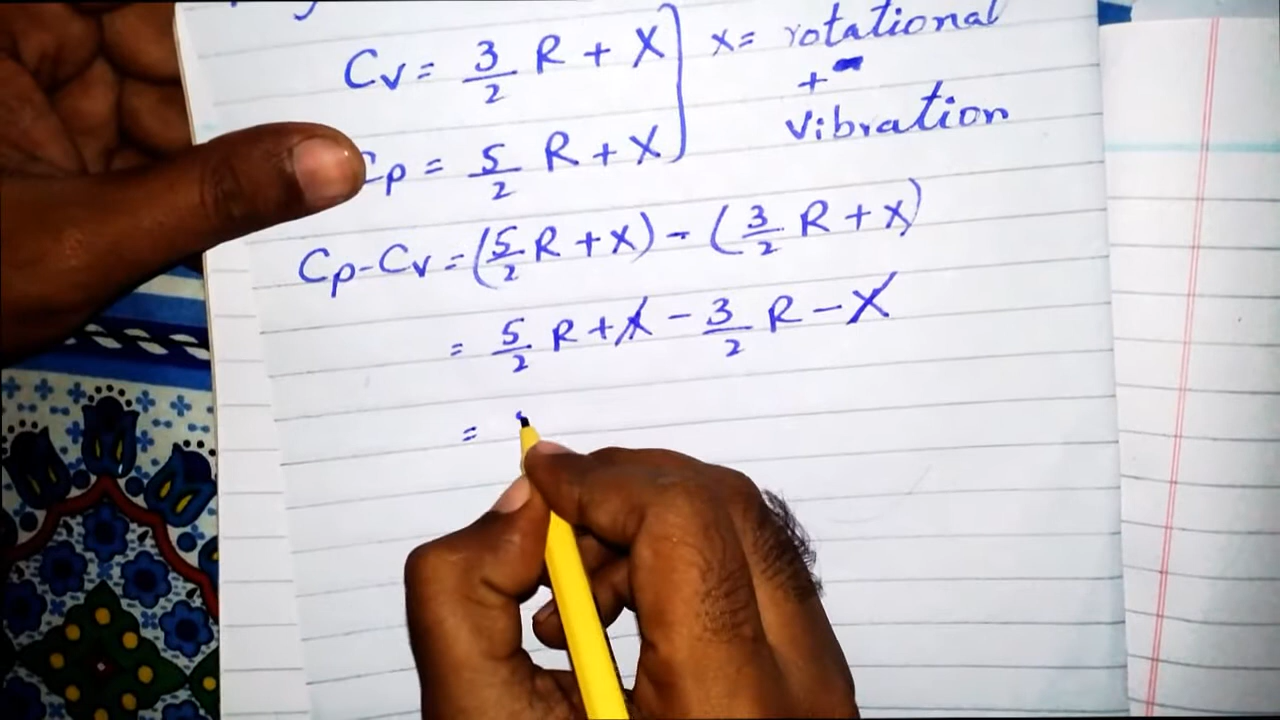 Cv = 3/2 R + X ] x = rotational
+
vibration
Cp = 5/2 R + X
Cp - Cv = (5/2 R + X) - (3/2 R + X)
= 5/2 R + X - 3/2 R - X
=